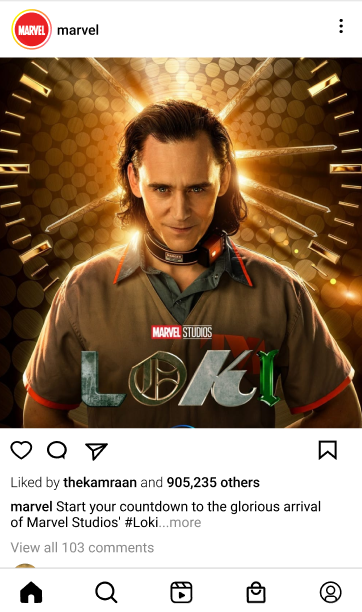 MARVEL
marvel
MARVEL STUDIOS
LOKI
Liked by thekamraan and 905,235 others
marvel Start your countdown to the glorious arrival
of Marvel Studios' #Loki...more
View all 103 comments